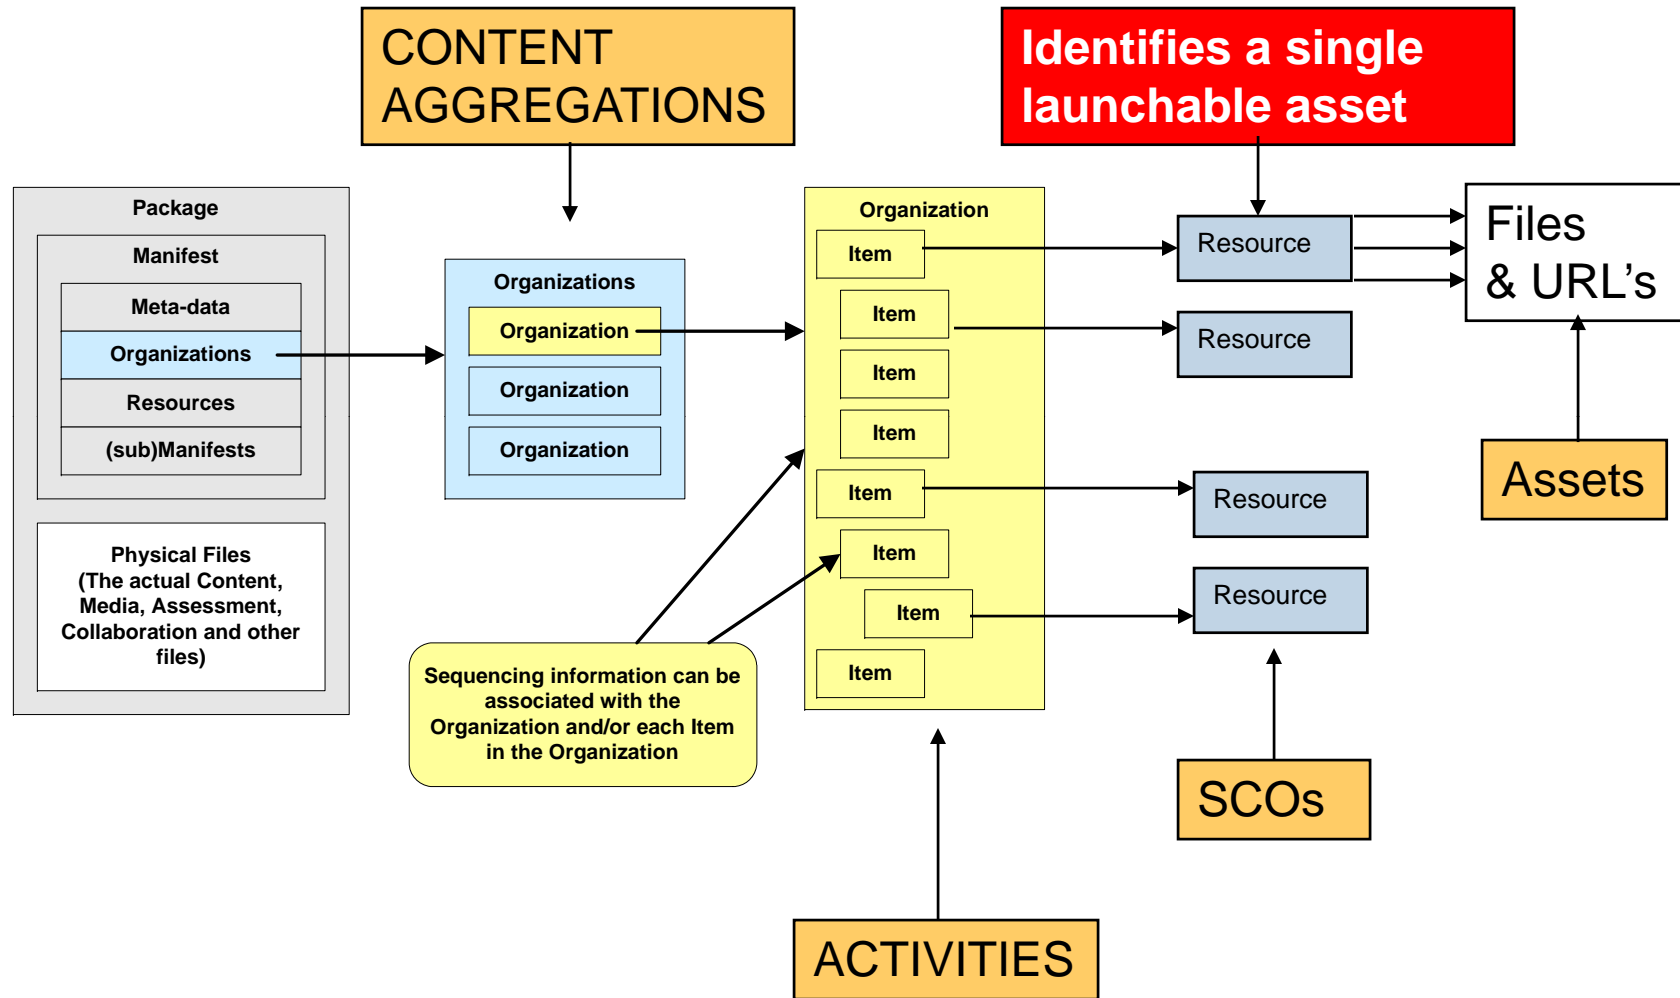 CONTENT
AGGREGATIONS
Identifies a single
launchable asset
Package
Manifest
Meta-data
Organizations
Resources
(sub)Manifests
Physical Files
(The actual Content,
Media, Assessment,
Collaboration and other
files)
Organizations
Organization
Organization
Organization
Sequencing information can be
associated with the
Organization and/or each Item
in the Organization
Organization
Item
Item
Item
Item
Item
Item
Item
Item
Resource
Resource
Resource
Resource
Files
& URL's
Assets
SCOs
ACTIVITIES